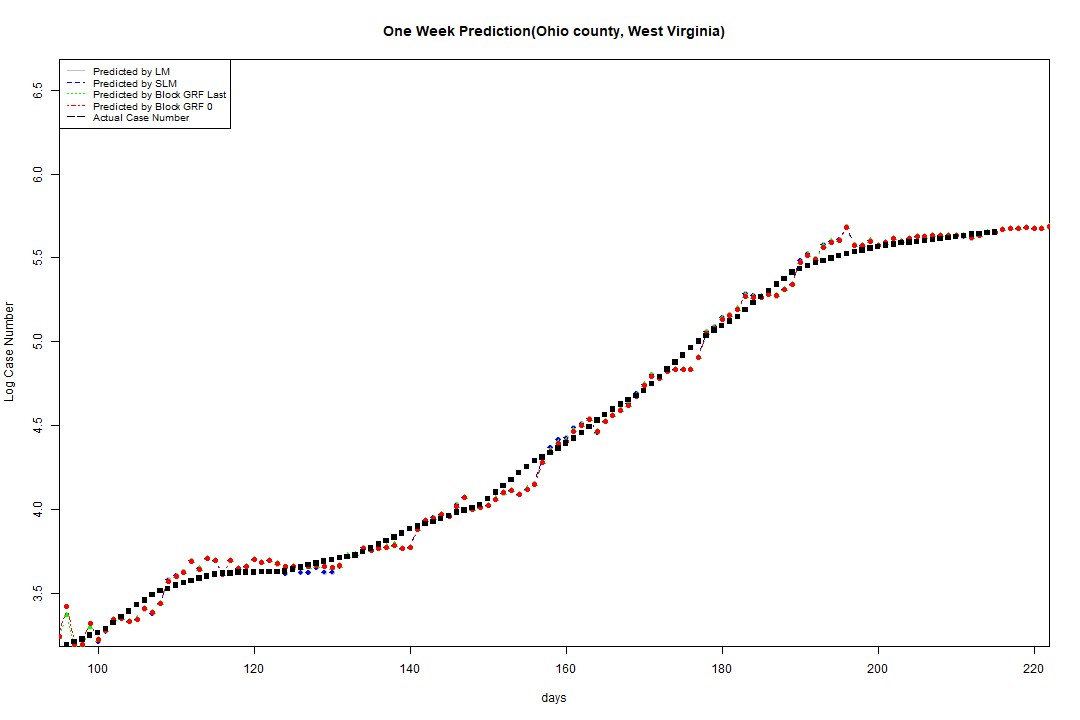 One Week Prediction(Ohio county, West Virginia)
Predicted by LM
Predicted by SLM
Predicted by Block GRF Last
Predicted by Block GRF 0
Actual Case Number
6.5
6.0
5.5
5.0
4.5
4.0
3.5
Log Case Number
100 120 140 160 180 200 220
days